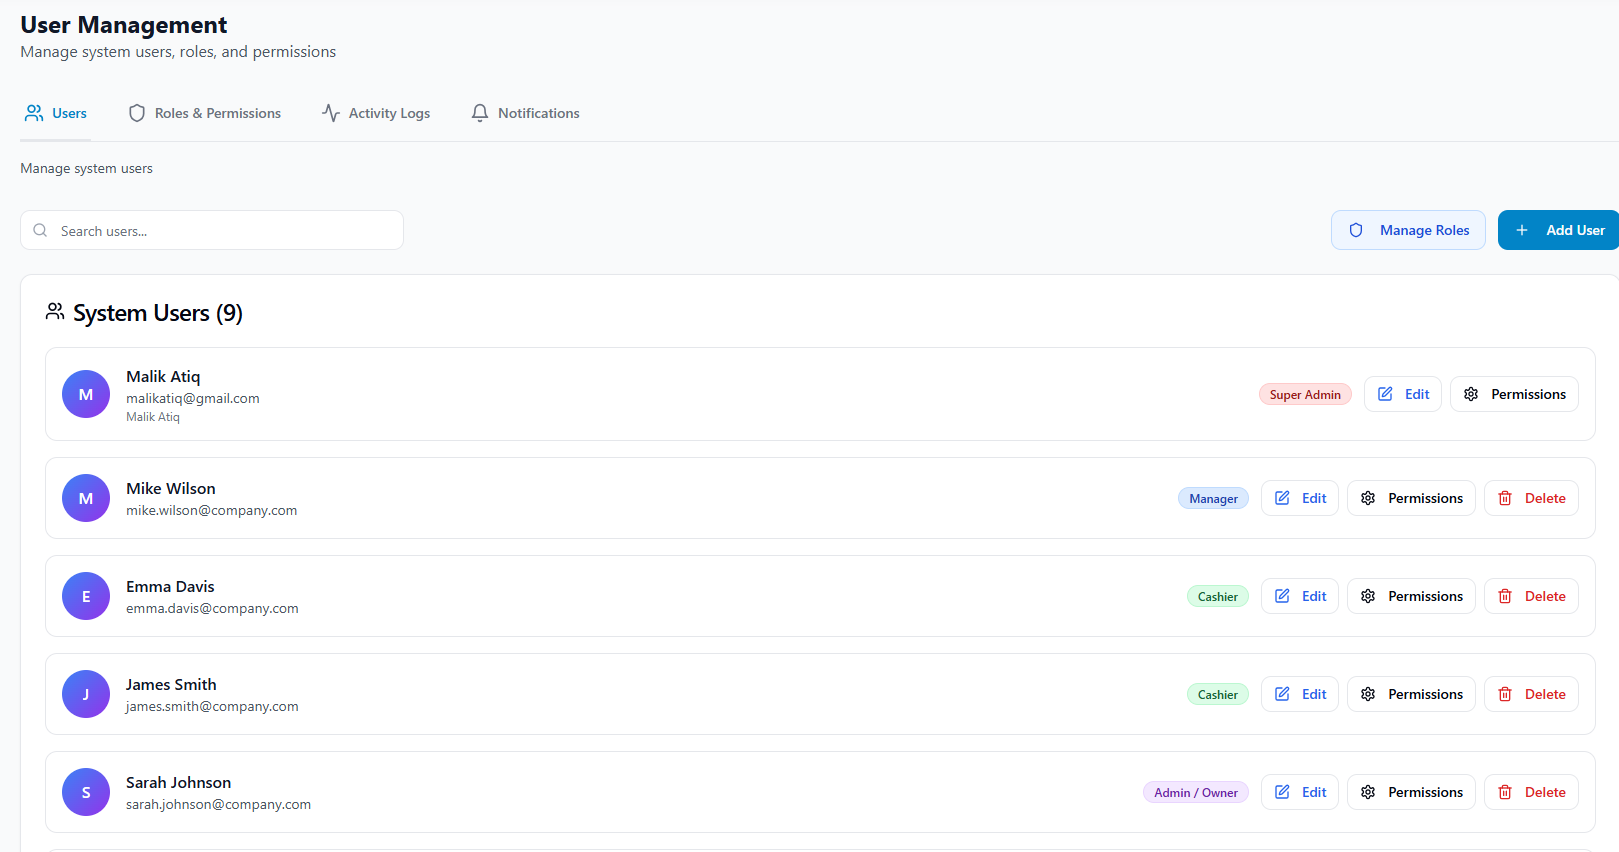 User Management
Manage system users, roles, and permissions
Users Roles & Permissions Activity Logs Notifications
Manage system users
Search users... Manage Roles Add User
System Users (9)
M
Malik Atiq
malikatiq@gmail.com
Malik Atiq
Super Admin Edit Permissions
M
Mike Wilson
mike.wilson@company.com
Manager Edit Permissions Delete
E
Emma Davis
emma.davis@company.com
Cashier Edit Permissions Delete
J
James Smith
james.smith@company.com
Cashier Edit Permissions Delete
S
Sarah Johnson
sarah.johnson@company.com
Admin / Owner Edit Permissions Delete